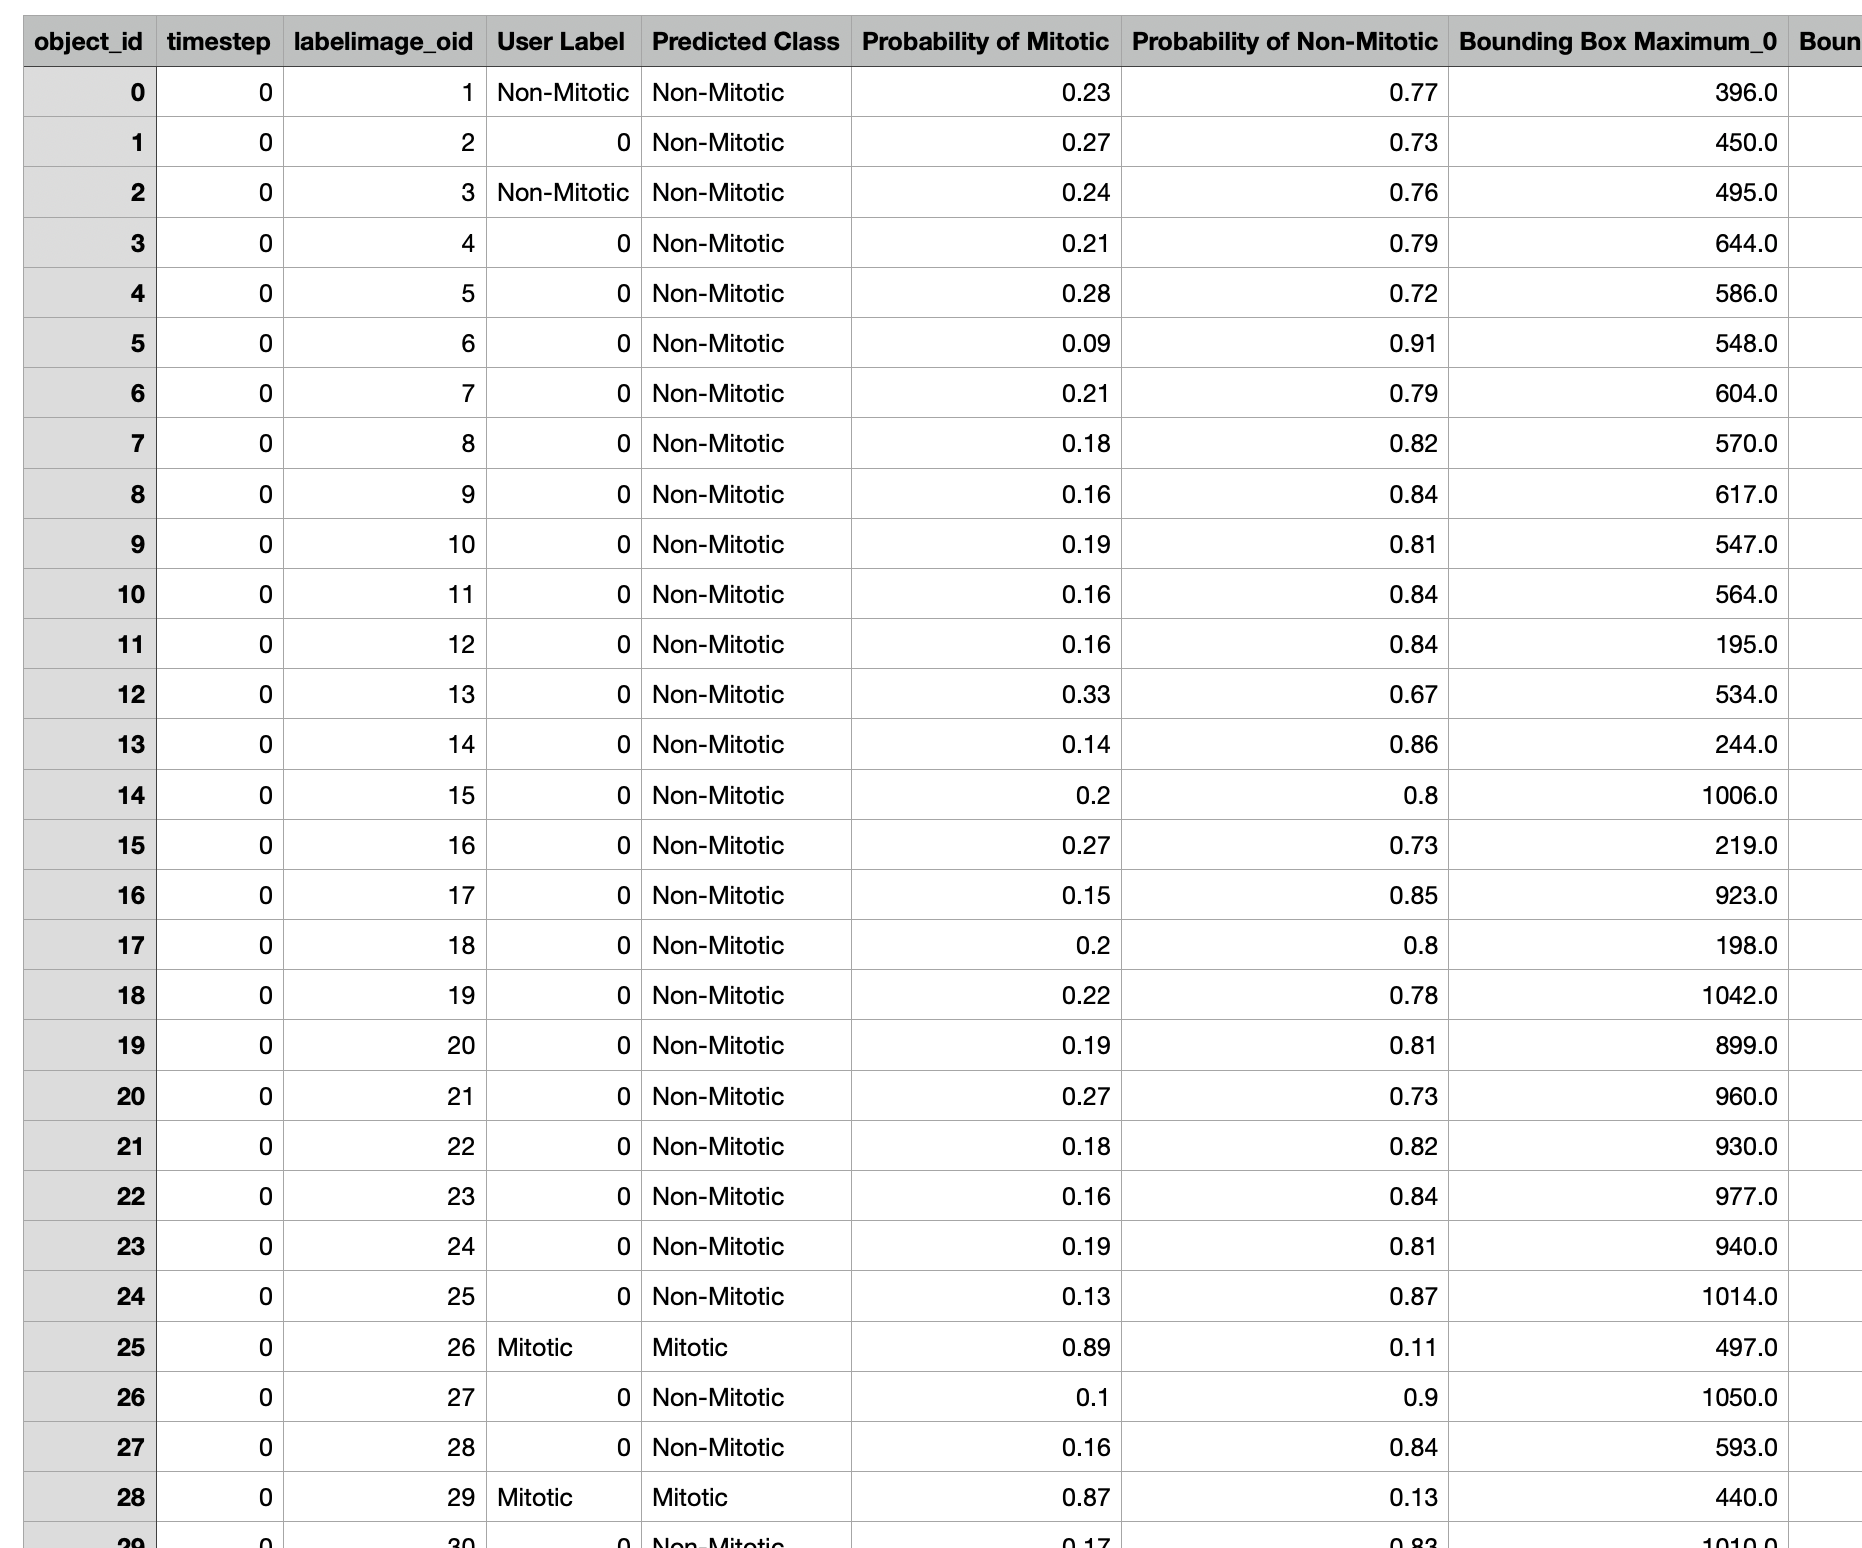 object_id timestep labelimage_oid User Label Predicted Class Probability of Mitotic Probability of Non-Mitotic Bounding Box Maximum_0 Boun
0 0 1 Non-Mitotic Non-Mitotic 0.23 0.77 396.0
1 0 2 0 Non-Mitotic 0.27 0.73 450.0
2 0 3 Non-Mitotic Non-Mitotic 0.24 0.76 495.0
3 0 4 0 Non-Mitotic 0.21 0.79 644.0
4 0 5 0 Non-Mitotic 0.28 0.72 586.0
5 0 6 0 Non-Mitotic 0.09 0.91 548.0
6 0 7 0 Non-Mitotic 0.21 0.79 604.0
7 0 8 0 Non-Mitotic 0.18 0.82 570.0
8 0 9 0 Non-Mitotic 0.16 0.84 617.0
9 0 10 0 Non-Mitotic 0.19 0.81 547.0
10 0 11 0 Non-Mitotic 0.16 0.84 564.0
11 0 12 0 Non-Mitotic 0.16 0.84 195.0
12 0 13 0 Non-Mitotic 0.33 0.67 534.0
13 0 14 0 Non-Mitotic 0.14 0.86 244.0
14 0 15 0 Non-Mitotic 0.2 0.8 1006.0
15 0 16 0 Non-Mitotic 0.27 0.73 219.0
16 0 17 0 Non-Mitotic 0.15 0.85 923.0
17 0 18 0 Non-Mitotic 0.2 0.8 198.0
18 0 19 0 Non-Mitotic 0.22 0.78 1042.0
19 0 20 0 Non-Mitotic 0.19 0.81 899.0
20 0 21 0 Non-Mitotic 0.27 0.73 960.0
21 0 22 0 Non-Mitotic 0.18 0.82 930.0
22 0 23 0 Non-Mitotic 0.16 0.84 977.0
23 0 24 0 Non-Mitotic 0.19 0.81 940.0
24 0 25 0 Non-Mitotic 0.13 0.87 1014.0
25 0 26 Mitotic Mitotic 0.89 0.11 497.0
26 0 27 0 Non-Mitotic 0.1 0.9 1050.0
27 0 28 0 Non-Mitotic 0.16 0.84 593.0
28 0 29 Mitotic Mitotic 0.87 0.13 440.0
29 0 30 0 Non-Mitotic 0.17 0.83 1010.0